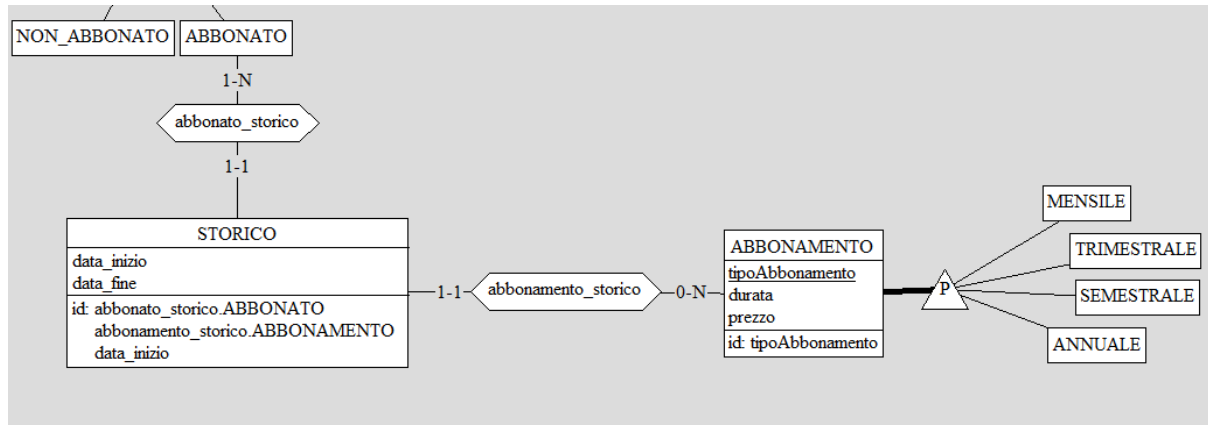 NON_ABBONATO
ABBONATO
1-N
abbonato_storico
1-1
STORICO
data_inizio
data_fine
id: abbonato_storico.ABBONATO
abbonamento_storico.ABBONAMENTO
data_inizio
1-1
abbonamento_storico
0-N
ABBONAMENTO
tipoAbbonamento
durata
prezzo
id: tipoAbbonamento
P
MENSILE
TRIMESTRALE
SEMESTRALE
ANNUALE